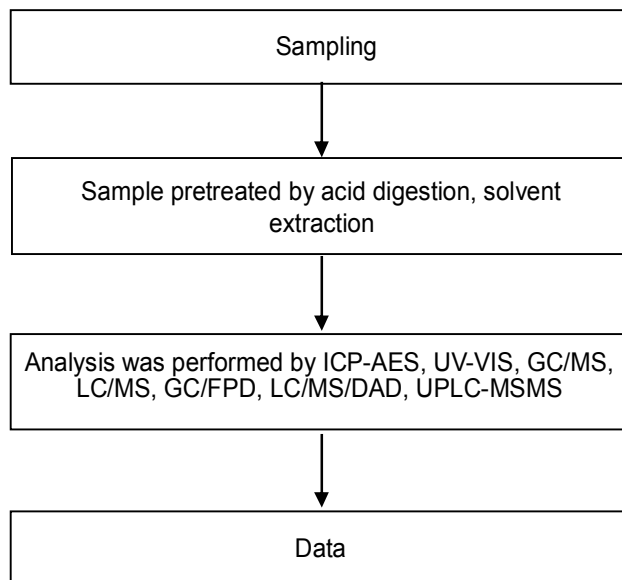 Sampling
Sample pretreated by acid digestion, solvent
extraction
Analysis was performed by ICP-AES, UV-VIS, GC/MS,
LC/MS, GC/FPD, LC/MS/DAD, UPLC-MSMS
Data